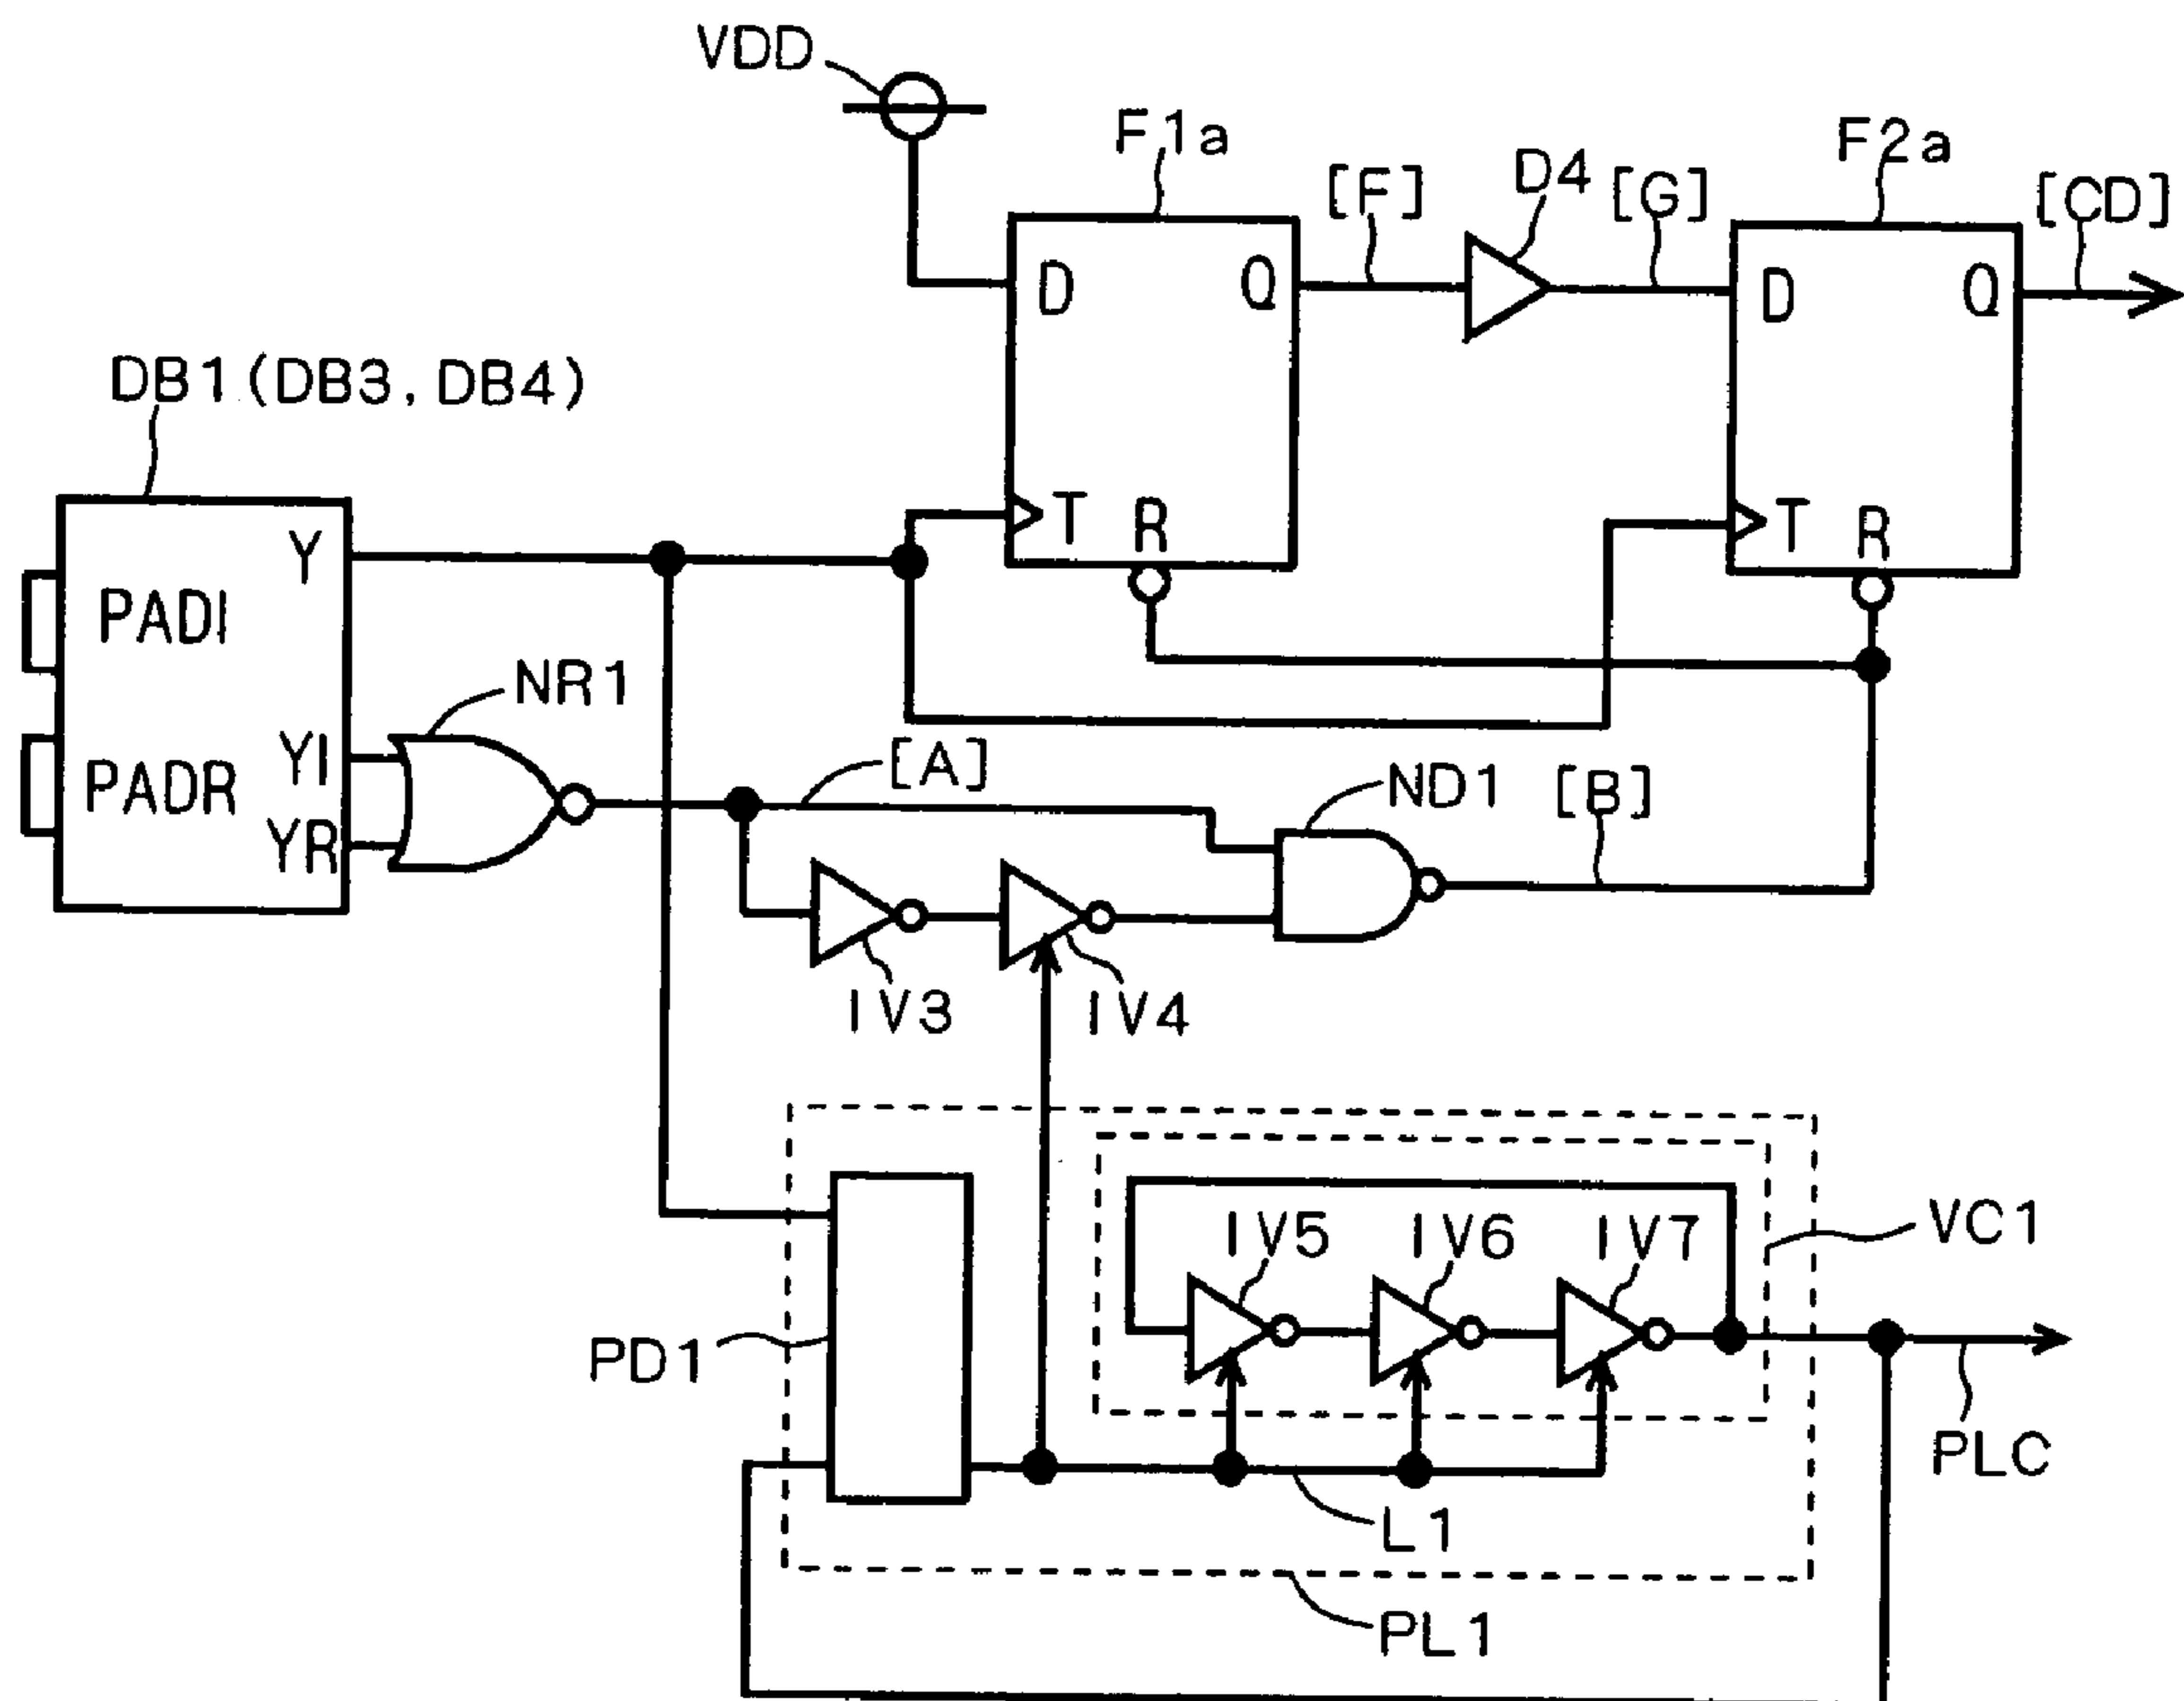 VDD
F1a
[F]
D4
[G]
F2a
[CD]
D
Q
D
Q
DB1(DB3, DB4)
T
R
T
R
Y
PADI
NR1
YI
PADR
YR
[A]
ND1
[B]
IV3
IV4
IV5
IV6
IV7
VC1
PD1
PLC
L1
PL1